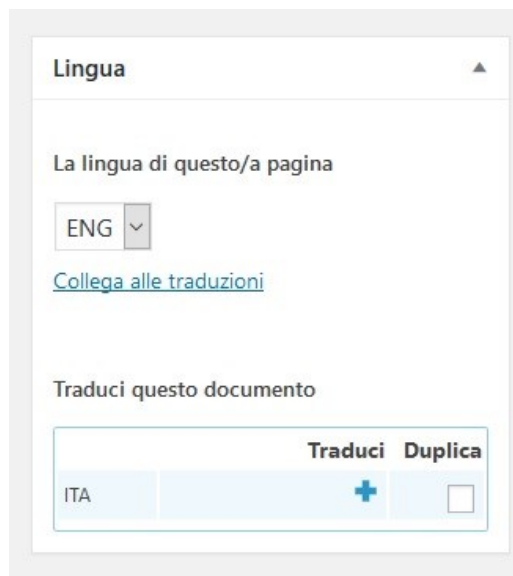 Lingua
La lingua di questo/a pagina
ENG
Collega alle traduzioni
Traduci questo documento
Traduci Duplica
ITA